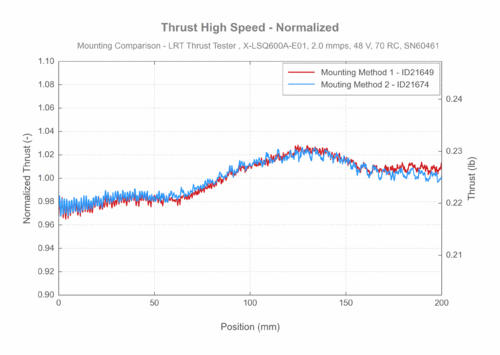 Thrust High Speed - Normalized
Mounting Comparison - LRT Thrust Tester , X-LSQ600A-E01, 2.0 mmps, 48 V, 70 RC, SN60461
Mounting Method 1 - ID21649
Mouting Method 2 - ID21674
1.10
1.08
1.06
1.04
1.02
1.00
0.98
0.96
0.94
0.92
0.90
Normalized Thrust (-)
0.24
0.23
0.22
0.21
Thrust (lb)
0
50
100
150
200
Position (mm)